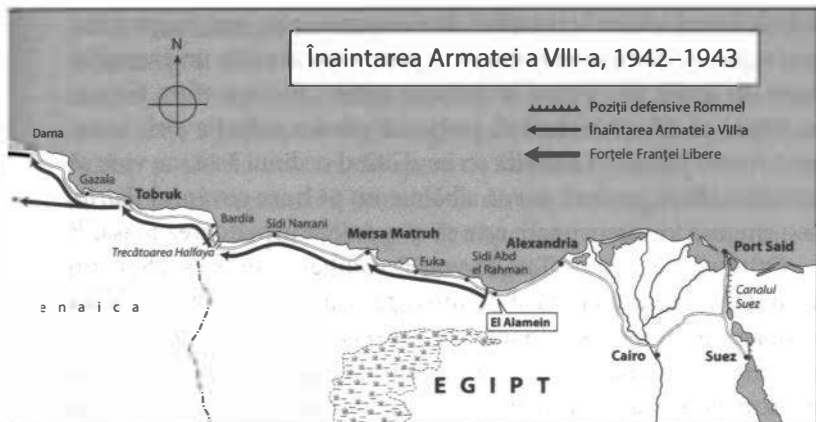 Înaintarea Armatei a VIII-a, 1942–1943
N
Poziții defensive Rommel
Înaintarea Armatei a VIII-a
Forțele Franței Libere
Dama
Gazala
Tobruk
Bardia
Sidi Narrani
Trecătoarea Halfaya
Mersa Matruh
Fuka
Sidi Abd
el Rahman
Alexandria
Port Said
Canalul
Suez
El Alamein
Cairo
Suez
enaica
EGIPT